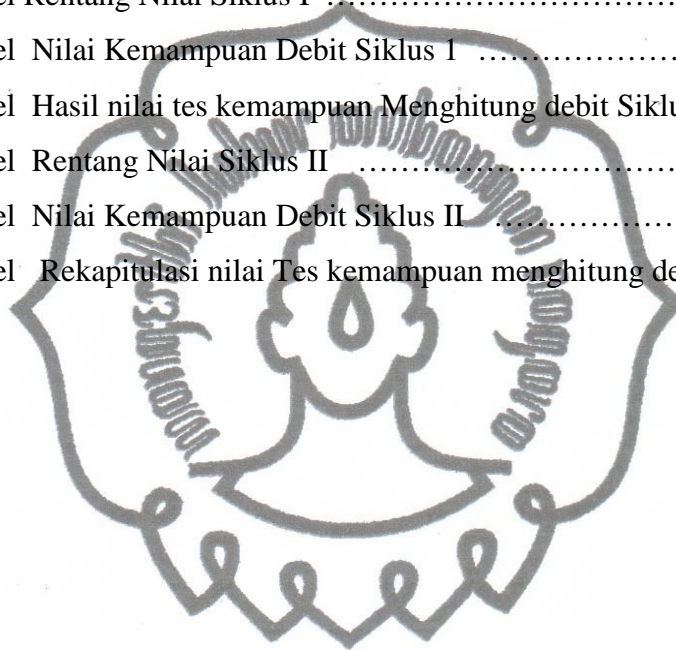 el Rentang Nilai Siklus I ………………………………
el Nilai Kemampuan Debit Siklus 1 …………………
el Hasil nilai tes kemampuan Menghitung debit Siklu
el Rentang Nilai Siklus II ……………………………
el Nilai Kemampuan Debit Siklus II ………………
el Rekapitulasi nilai Tes kemampuan menghitung de